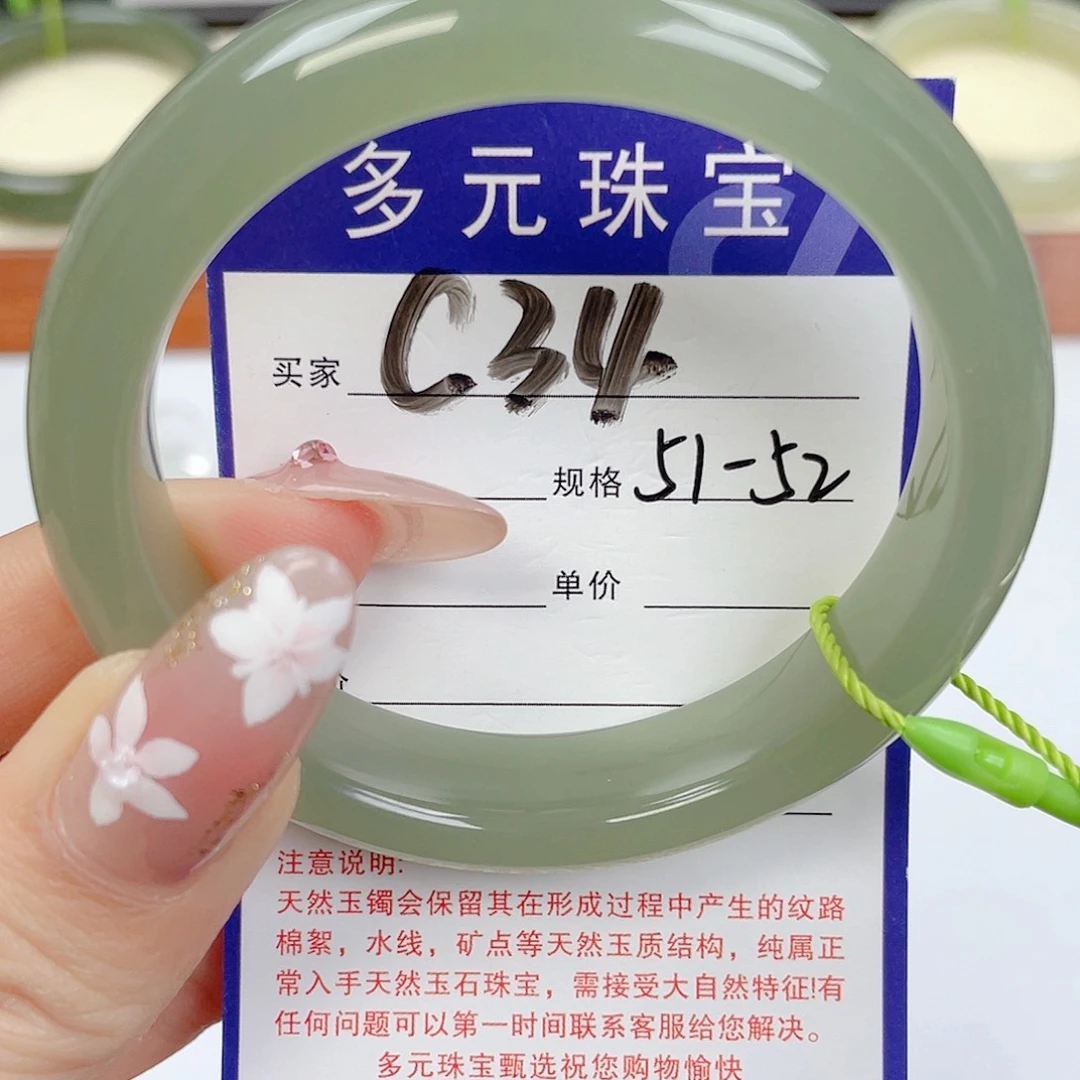 多元珠宝
买家 C34
规格 51-52
单价
注意说明:
天然玉镯会保留其在形成过程中产生的纹路
棉絮，水线，矿点等天然玉质结构，纯属正
常入手天然玉石珠宝，需接受大自然特征!有
任何问题可以第一时间联系客服给您解决。
多元珠宝甄选祝您购物愉快